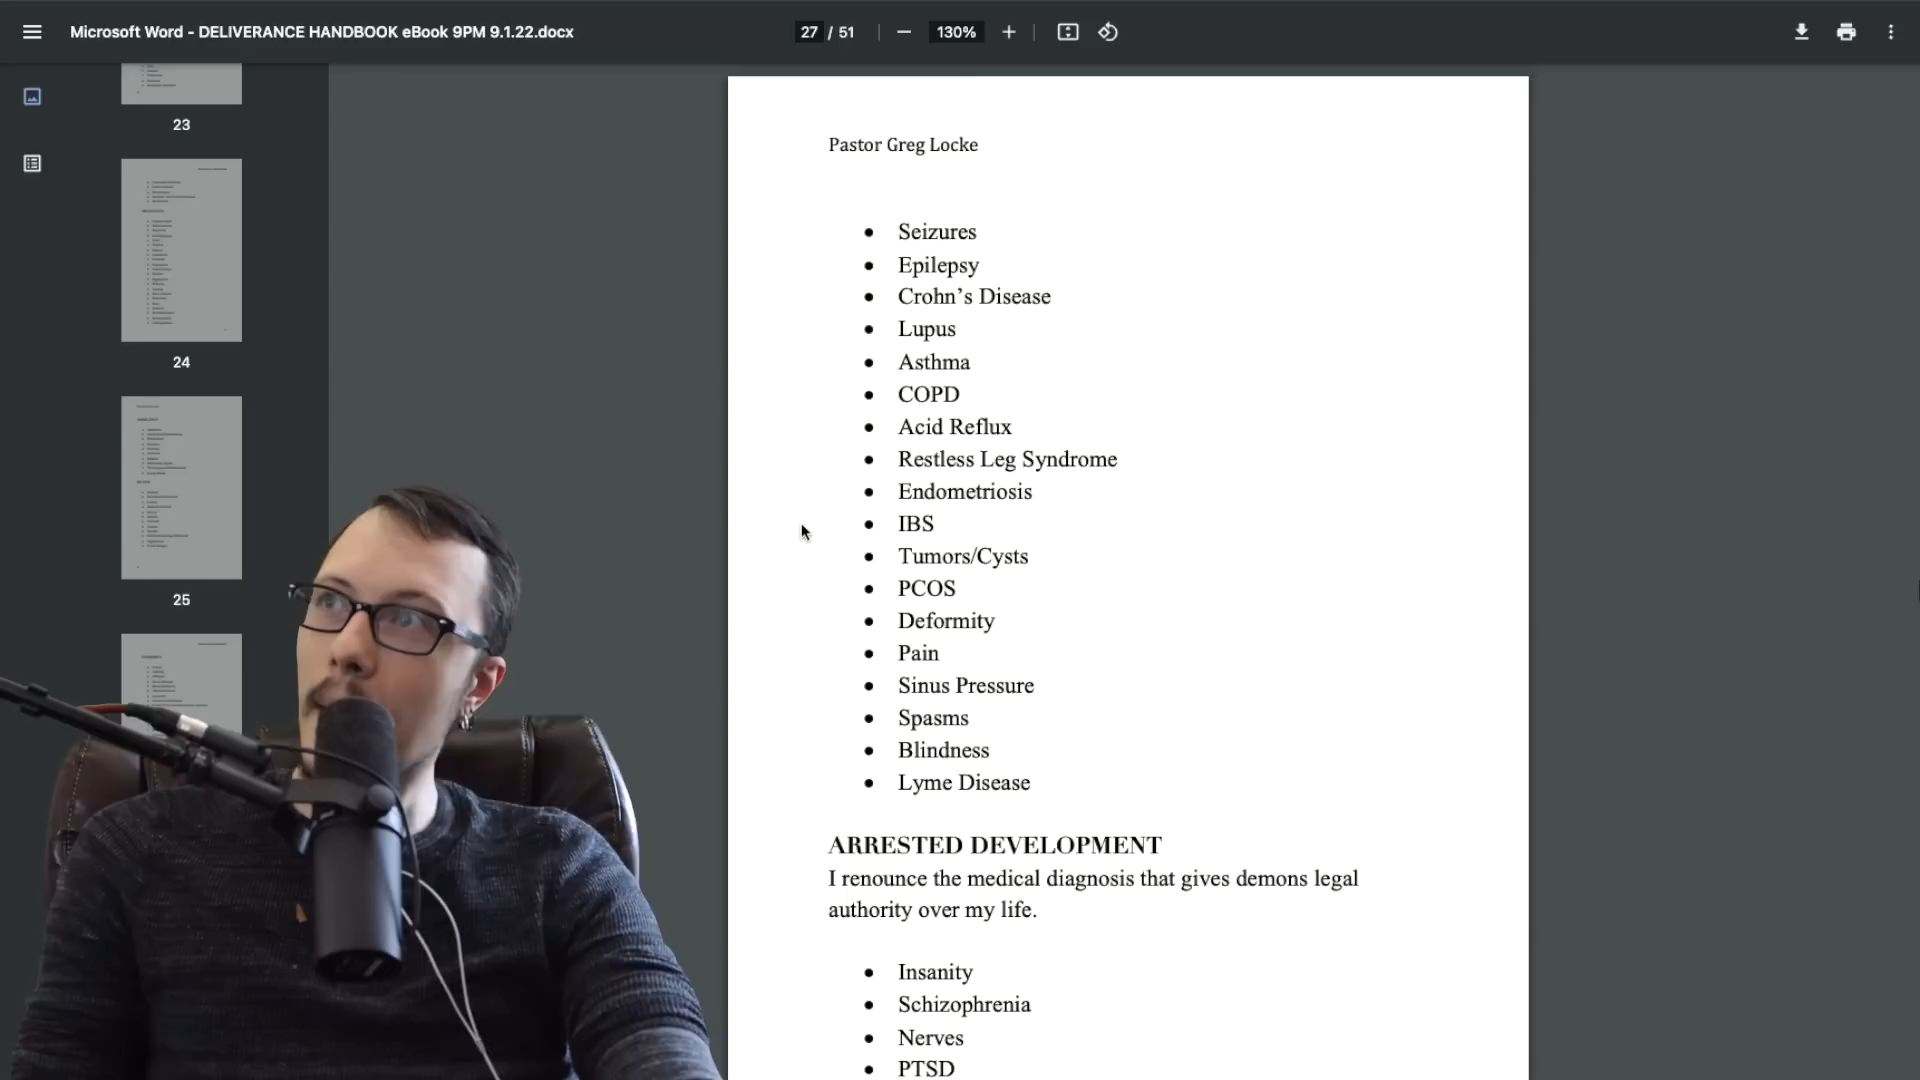 Microsoft Word - DELIVERANCE HANDBOOK eBook 9PM 9.1.22.docx
27 / 51
130%
23
24
25
Pastor Greg Locke
• Seizures
• Epilepsy
• Crohn’s Disease
• Lupus
• Asthma
• COPD
• Acid Reflux
• Restless Leg Syndrome
• Endometriosis
• IBS
• Tumors/Cysts
• PCOS
• Deformity
• Pain
• Sinus Pressure
• Spasms
• Blindness
• Lyme Disease
ARRESTED DEVELOPMENT
I renounce the medical diagnosis that gives demons legal
authority over my life.
• Insanity
• Schizophrenia
• Nerves
• PTSD